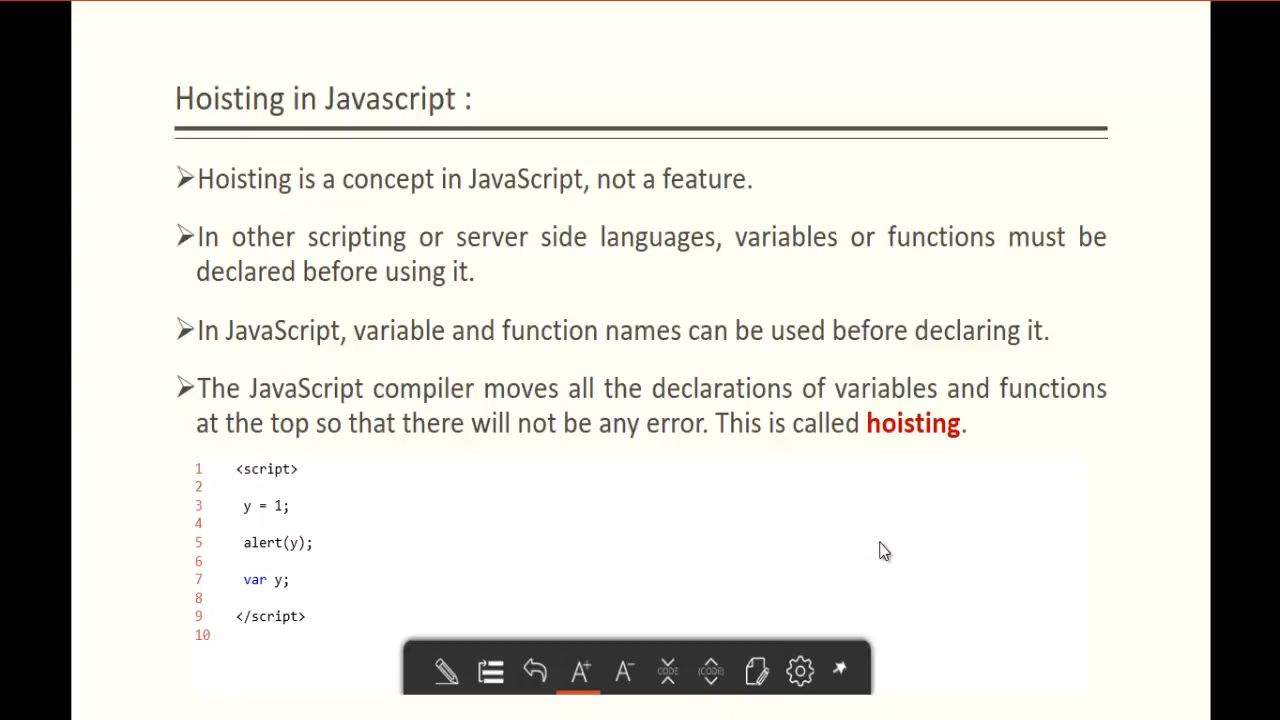 Hoisting in Javascript :
➢Hoisting is a concept in JavaScript, not a feature.
➢In other scripting or server side languages, variables or functions must be
declared before using it.
➢In JavaScript, variable and function names can be used before declaring it.
➢The JavaScript compiler moves all the declarations of variables and functions
at the top so that there will not be any error. This is called hoisting.
1 <script>
2
3 y = 1;
4
5 alert(y);
6
7 var y;
8
9 </script>
10
A+ A- CODE (CODE)